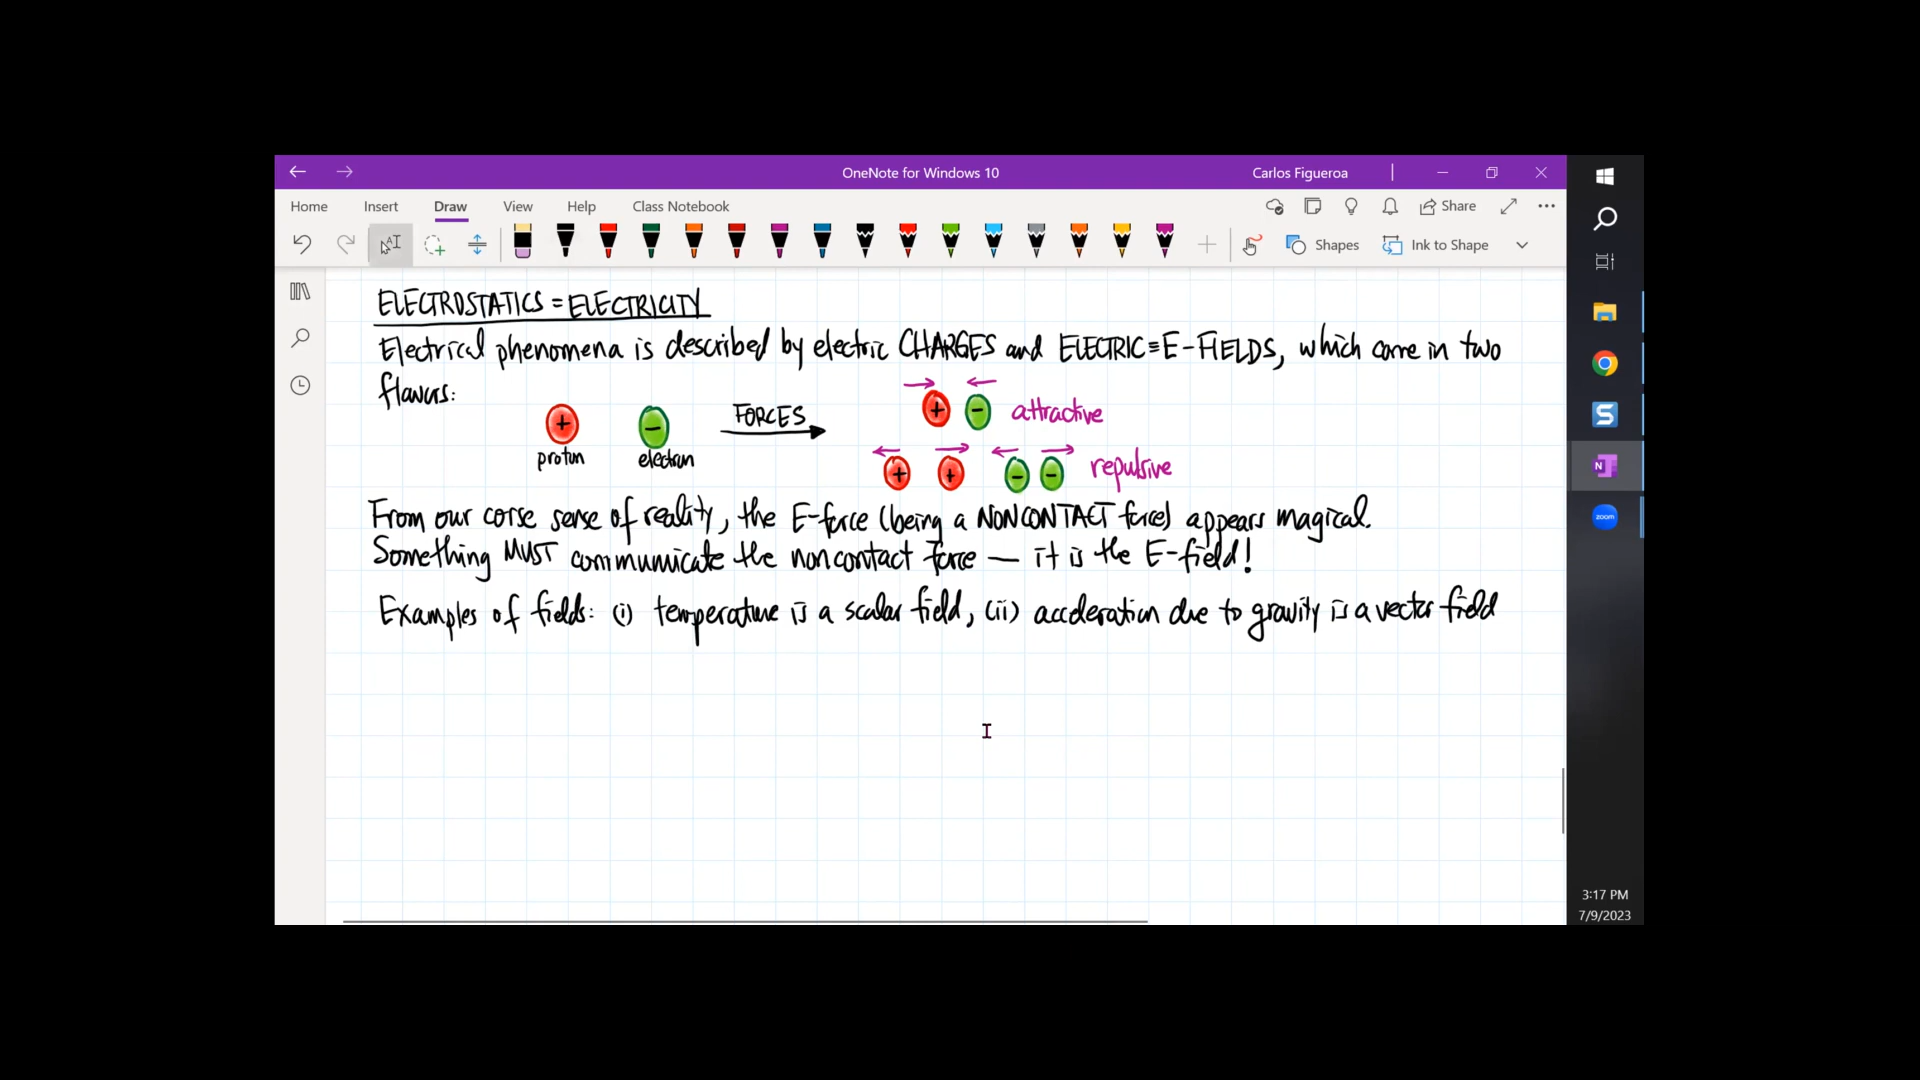 OneNote for Windows 10
Carlos Figueroa
Home Insert Draw View Help Class Notebook
Share
Shapes
Ink to Shape
ELECTROSTATICS = ELECTRICITY
Electrical phenomena is described by electric CHARGES and ELECTRIC≡E-FIELDS, which come in two
flavors:
+ − FORCES + − attractive
proton electron
+ + − − repulsive
From our corse sense of reality, the E-force (being a NONCONTACT force) appears magical.
Something MUST communicate the noncontact force — it is the E-field!
Examples of fields: (i) temperature is a scalar field, (ii) acceleration due to gravity is a vector field
zoom
3:17 PM
7/9/2023